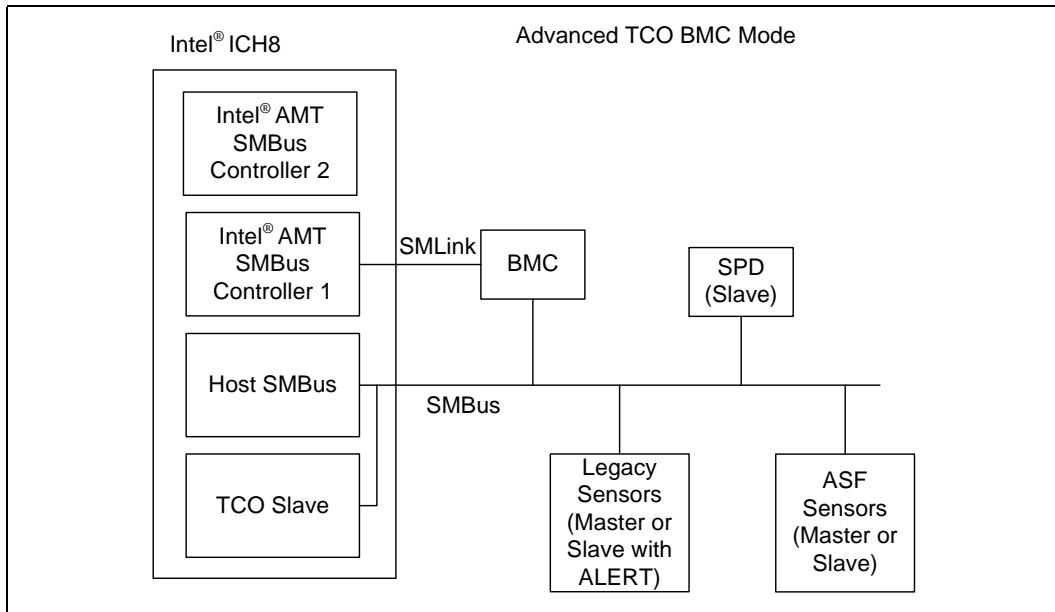 Advanced TCO BMC Mode
Intel® ICH8
Intel® AMT
SMBus
Controller 2
Intel® AMT
SMBus
Controller 1
SMLink
BMC
SPD
(Slave)
Host SMBus
SMBus
TCO Slave
Legacy
Sensors
(Master or
Slave with
ALERT)
ASF
Sensors
(Master or
Slave)